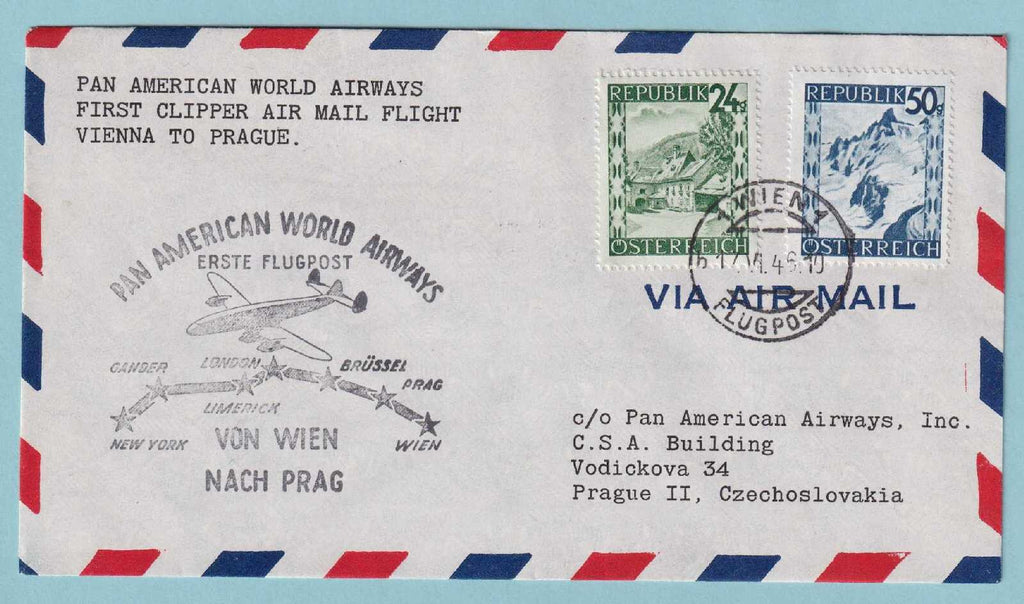 PAN AMERICAN WORLD AIRWAYS
FIRST CLIPPER AIR MAIL FLIGHT
VIENNA TO PRAGUE.
REPUBLIK 24g
ÖSTERREICH
REPUBLIK 50g
ÖSTERREICH
1 WIEN 1
FLUGPOST
VIA AIR MAIL
PAN AMERICAN WORLD AIRWAYS
ERSTE FLUGPOST
GANDER
LONDON
BRÜSSEL
PRAG
LIMERICK
NEW YORK
WIEN
VON WIEN
NACH PRAG
c/o Pan American Airways, Inc.
C.S.A. Building
Vodickova 34
Prague II, Czechoslovakia